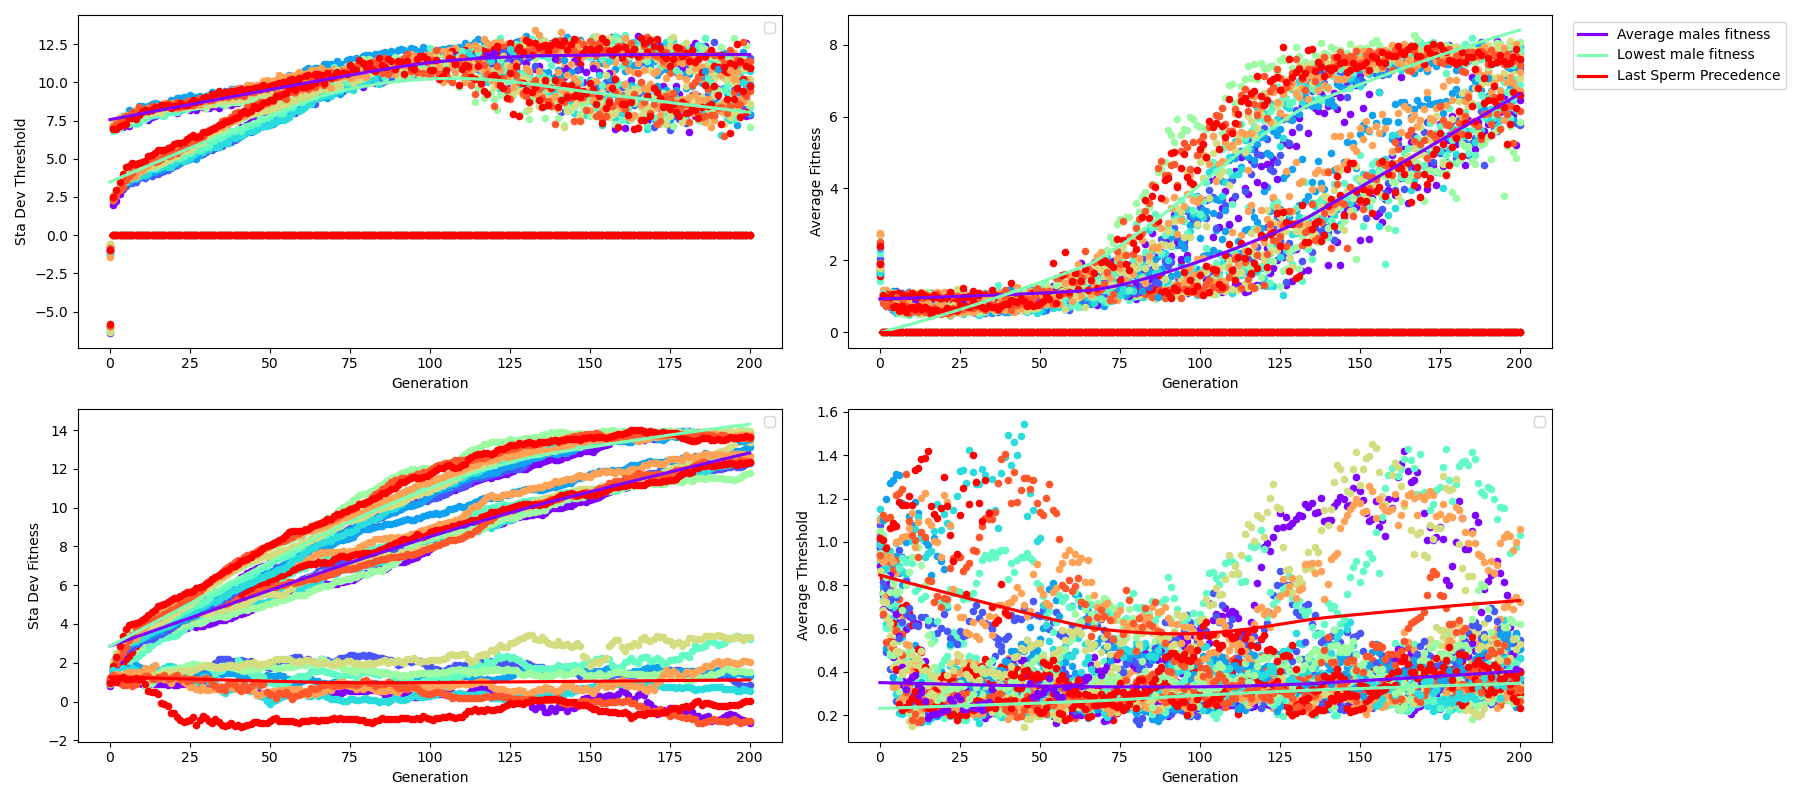 12.5
10.0
7.5
5.0
2.5
0.0
−2.5
−5.0
Sta Dev Threshold
0 25 50 75 100 125 150 175 200
Generation
8
6
4
2
0
Average Fitness
0 25 50 75 100 125 150 175 200
Generation
Average males fitness
Lowest male fitness
Last Sperm Precedence
14
12
10
8
6
4
2
0
−2
Sta Dev Fitness
0 25 50 75 100 125 150 175 200
Generation
1.6
1.4
1.2
1.0
0.8
0.6
0.4
0.2
Average Threshold
0 25 50 75 100 125 150 175 200
Generation